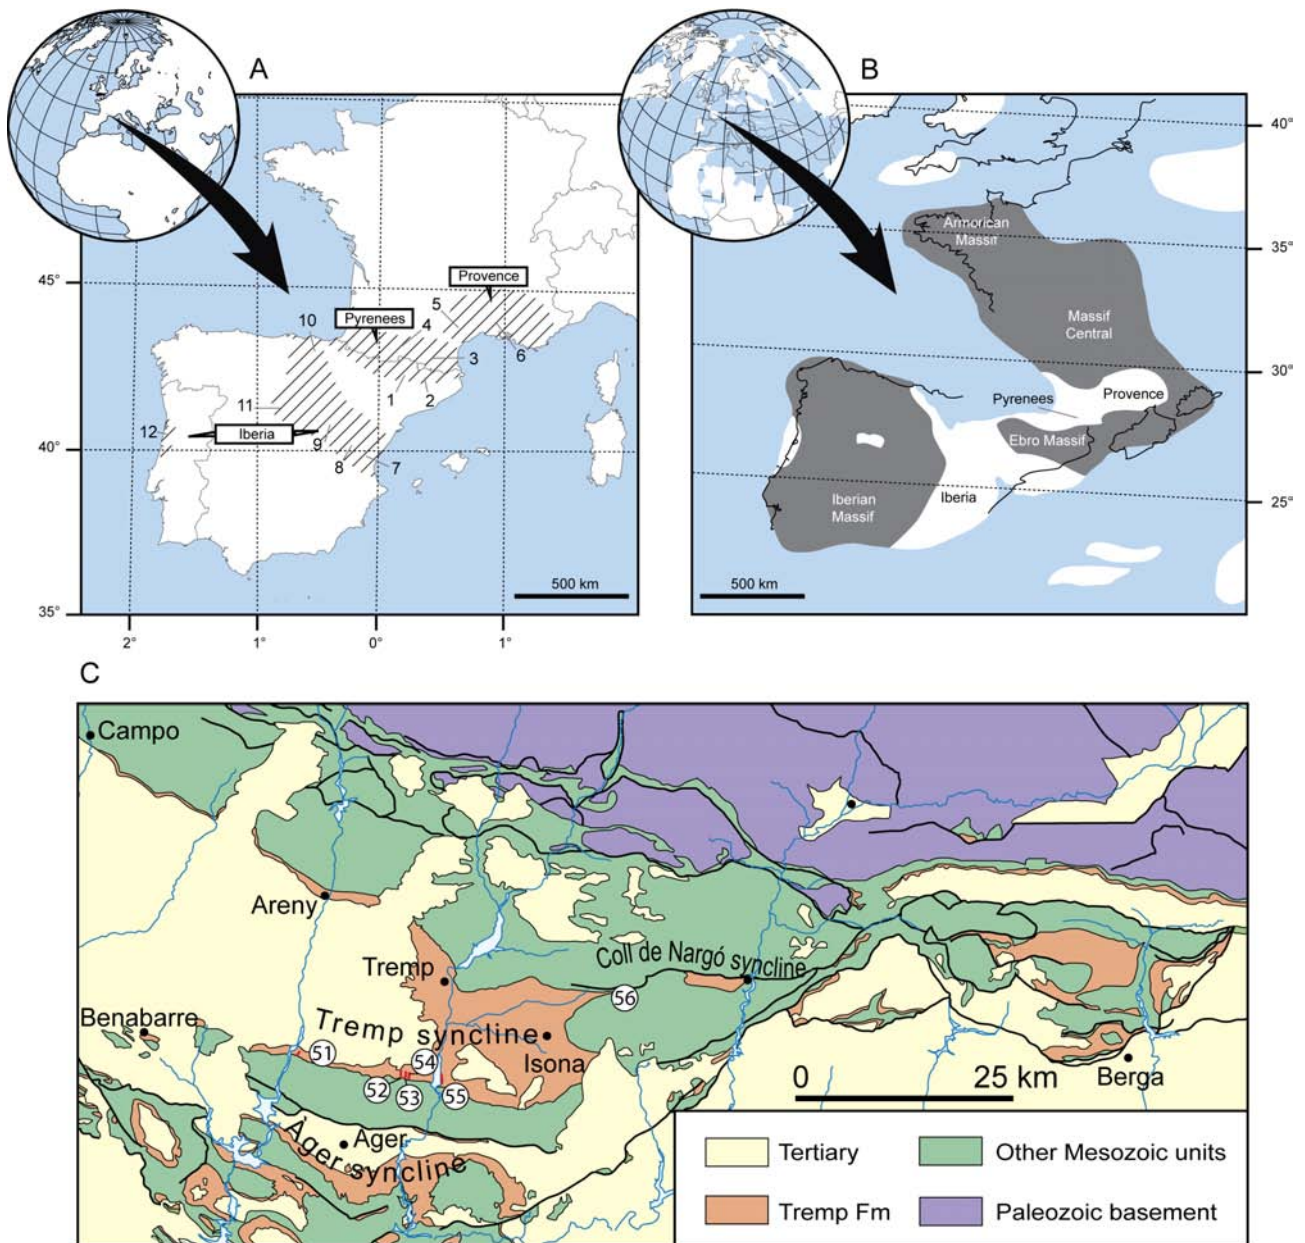 A
45°
40°
35°
2°
1°
0°
1°
Provence
Pyrenees
Iberia
10
5
4
3
6
1
2
11
12
9
8
7
500 km
B
40°
35°
30°
25°
Armorican
Massif
Massif
Central
Pyrenees
Provence
Ebro Massif
Iberian
Massif
Iberia
500 km
C
Campo
Areny
Tremp
Coll de Nargó syncline
56
Benabarre
Tremp syncline
Isona
51
54
52
53
55
0
25 km
Berga
Ager
Àger syncline
Tertiary
Other Mesozoic units
Tremp Fm
Paleozoic basement